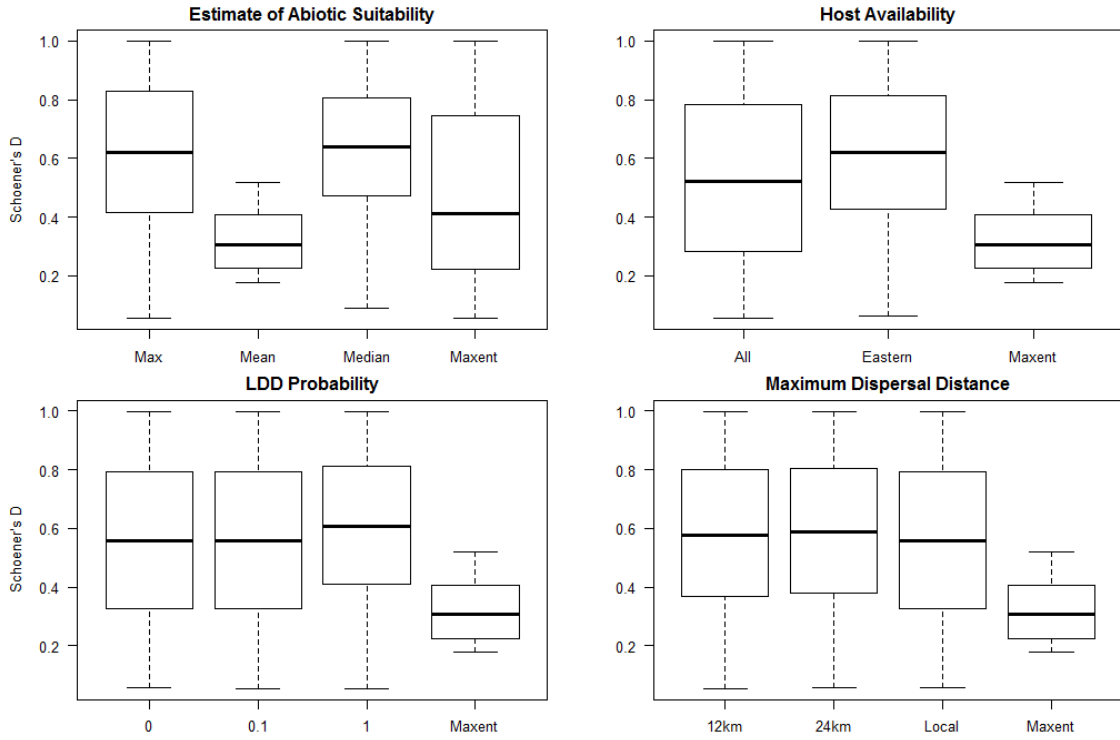 Estimate of Abiotic Suitability
Schoener's D
1.0
0.8
0.6
0.4
0.2
Max Mean Median Maxent
Host Availability
1.0
0.8
0.6
0.4
0.2
All Eastern Maxent
LDD Probability
Schoener's D
1.0
0.8
0.6
0.4
0.2
0 0.1 1 Maxent
Maximum Dispersal Distance
1.0
0.8
0.6
0.4
0.2
12km 24km Local Maxent